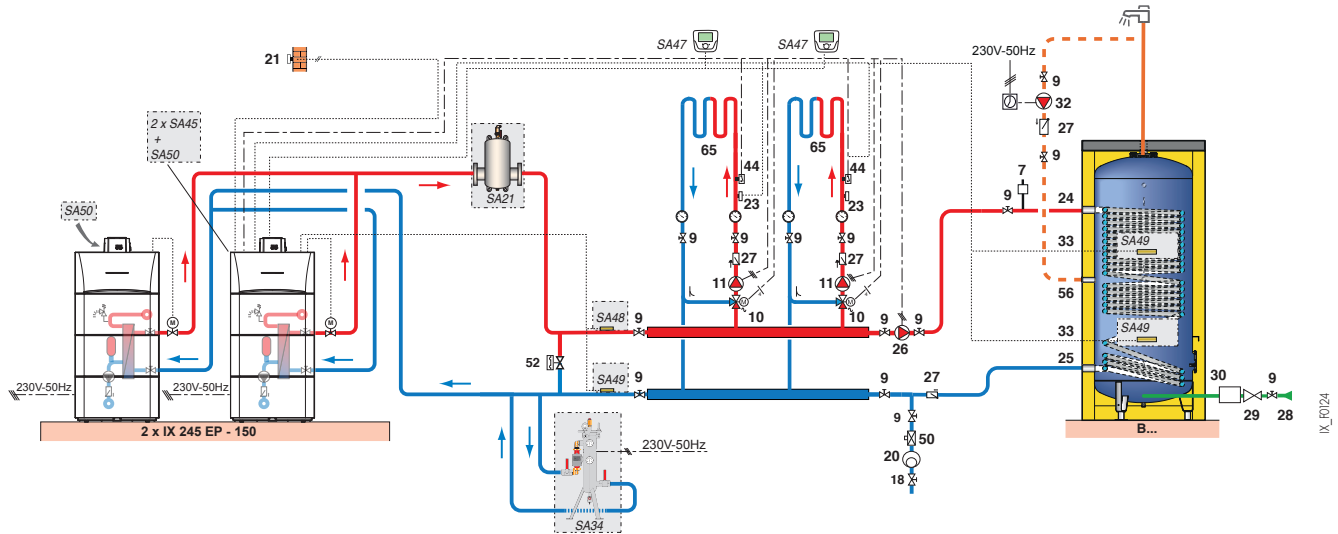 21
SA47
SA47
230V-50Hz
9
32
27
9
2 x SA45
+
SA50
SA21
65
65
44
44
23
23
7
9
24
SA50
9
9
9
9
33
SA49
27
27
11
11
M
M
56
M
M
10
10
SA48
9
9
9
26
33
SA49
52
25
SA49
9
9
27
30
9
230V-50Hz
230V-50Hz
29
28
9
2 x IX 245 EP - 150
230V-50Hz
50
B...
20
18
SA34
IX_F0124